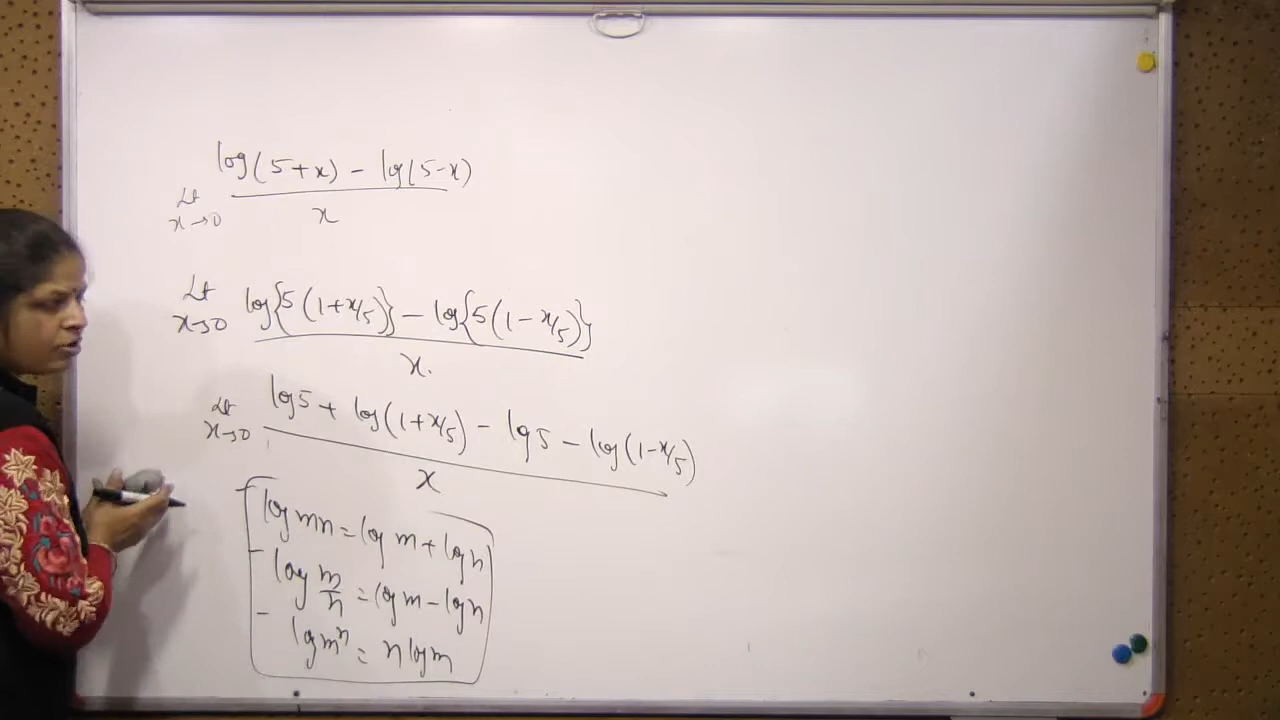 log(5+x) - log(5-x)
Lt
x→0
x
Lt
x→0
log{5(1+x/5)} - log{5(1-x/5)}
x.
Lt
x→0
log5 + log(1+x/5) - log5 - log(1-x/5)
x
log mn = log m + log n
log m/n = log m - log n
log mⁿ = n log m